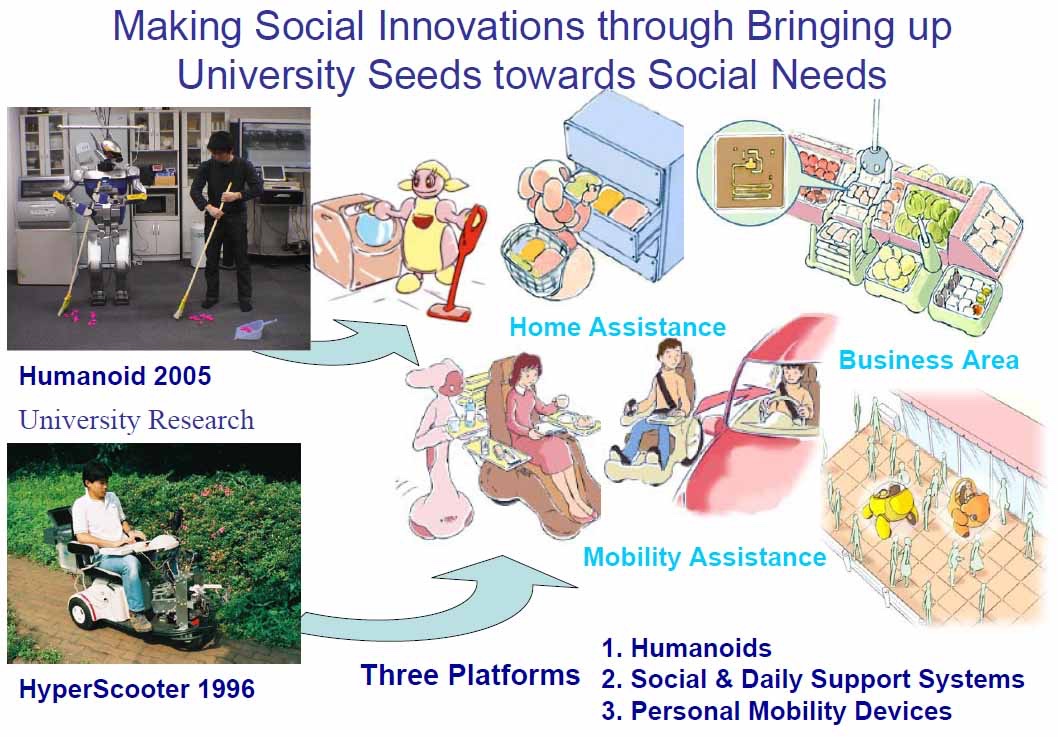 Making Social Innovations through Bringing up
University Seeds towards Social Needs
Home Assistance
Business Area
Humanoid 2005
University Research
Mobility Assistance
HyperScooter 1996
Three Platforms
1. Humanoids
2. Social & Daily Support Systems
3. Personal Mobility Devices